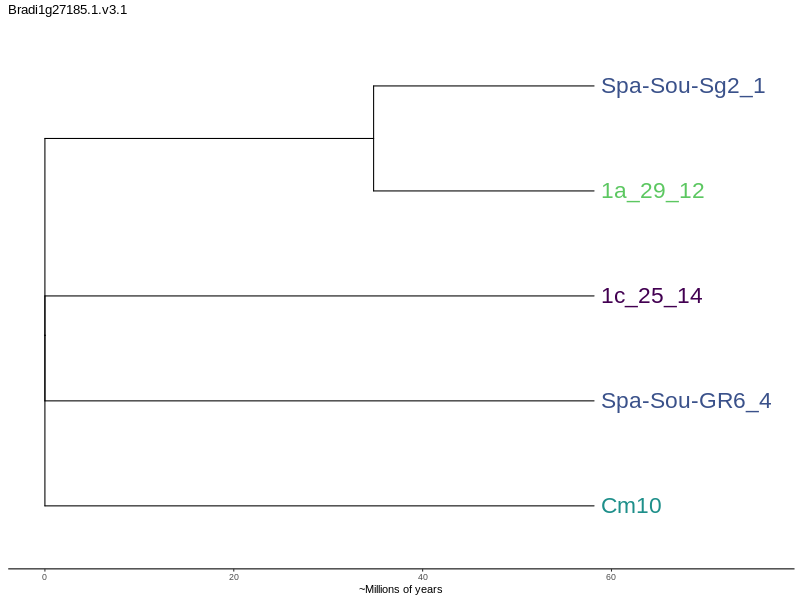 Bradi1g27185.1.v3.1
Spa-Sou-Sg2_1
1a_29_12
1c_25_14
Spa-Sou-GR6_4
Cm10
0 20 40 60
~Millions of years